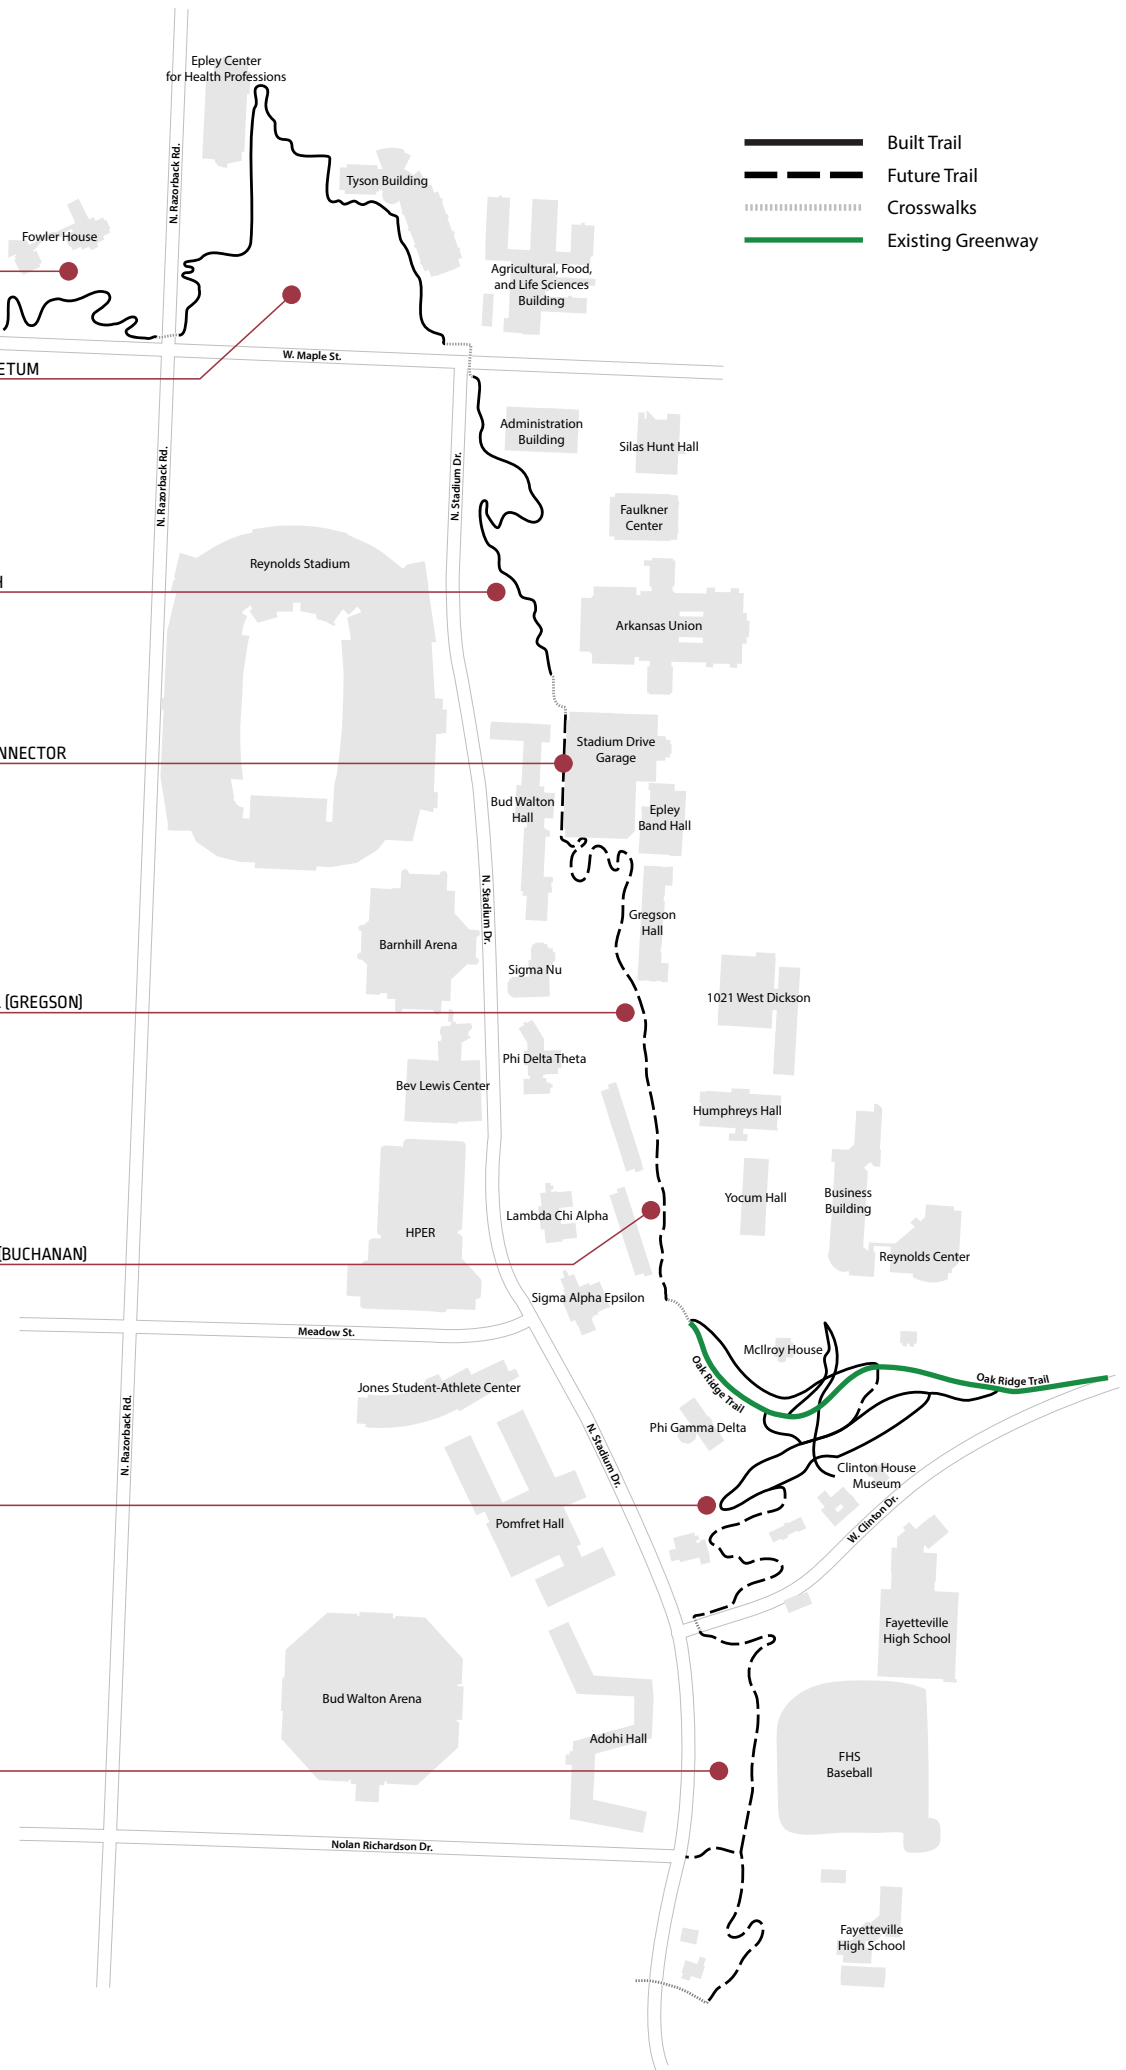 Epley Center
for Health Professions
Built Trail
Future Trail
Crosswalks
Existing Greenway
N. Razorback Rd.
Tyson Building
Fowler House
Agricultural, Food,
and Life Sciences
Building
W. Maple St.
ETUM
Administration
Building
Silas Hunt Hall
N. Razorback Rd.
N. Stadium Dr.
Faulkner
Center
Reynolds Stadium
H
Arkansas Union
Stadium Drive
Garage
NNECTOR
Bud Walton
Hall
Epley
Band Hall
N. Stadium Dr.
Gregson
Hall
Barnhill Arena
Sigma Nu
1021 West Dickson
(GREGSON)
Phi Delta Theta
Bev Lewis Center
Humphreys Hall
Yocum Hall
Business
Building
Lambda Chi Alpha
HPER
(BUCHANAN)
Reynolds Center
Sigma Alpha Epsilon
Meadow St.
McIlroy House
Oak Ridge Trail
Oak Ridge Trail
Jones Student-Athlete Center
N. Razorback Rd.
Phi Gamma Delta
N. Stadium Dr.
Clinton House
Museum
Pomfret Hall
W. Clinton Dr.
Fayetteville
High School
Bud Walton Arena
Adohi Hall
FHS
Baseball
Nolan Richardson Dr.
Fayetteville
High School